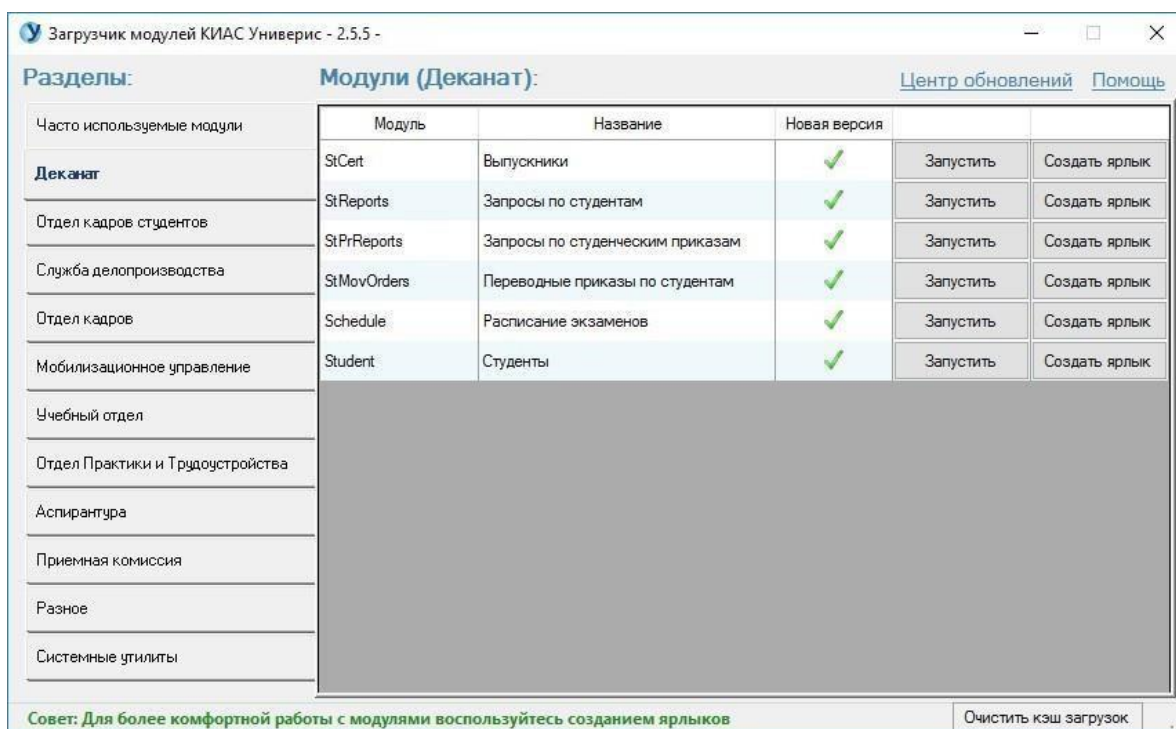 Загрузчик модулей КИАС Универис - 2.5.5 -
Разделы:
Часто используемые модули
Деканат
Отдел кадров студентов
Служба делопроизводства
Отдел кадров
Мобилизационное управление
Учебный отдел
Отдел Практики и Трудоустройства
Аспирантура
Приемная комиссия
Разное
Системные утилиты
Модули (Деканат):
Центр обновлений Помощь
Модуль Название Новая версия
StCert Выпускники Запустить Создать ярлык
StReports Запросы по студентам Запустить Создать ярлык
StPrReports Запросы по студенческим приказам Запустить Создать ярлык
StMovOrders Переводные приказы по студентам Запустить Создать ярлык
Schedule Расписание экзаменов Запустить Создать ярлык
Student Студенты Запустить Создать ярлык
Совет: Для более комфортной работы с модулями воспользуйтесь созданием ярлыков
Очистить кэш загрузок